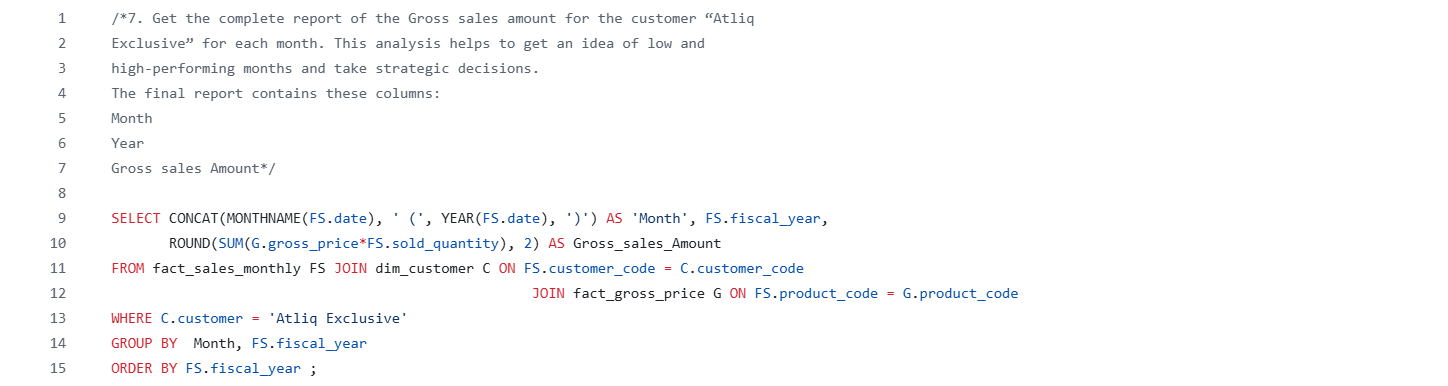 1 /*7. Get the complete report of the Gross sales amount for the customer “Atliq
2 Exclusive” for each month. This analysis helps to get an idea of low and
3 high-performing months and take strategic decisions.
4 The final report contains these columns:
5 Month
6 Year
7 Gross sales Amount*/
8
9 SELECT CONCAT(MONTHNAME(FS.date), ' (', YEAR(FS.date), ')') AS 'Month', FS.fiscal_year,
10        ROUND(SUM(G.gross_price*FS.sold_quantity), 2) AS Gross_sales_Amount
11 FROM fact_sales_monthly FS JOIN dim_customer C ON FS.customer_code = C.customer_code
12                                                    JOIN fact_gross_price G ON FS.product_code = G.product_code
13 WHERE C.customer = 'Atliq Exclusive'
14 GROUP BY  Month, FS.fiscal_year
15 ORDER BY FS.fiscal_year ;